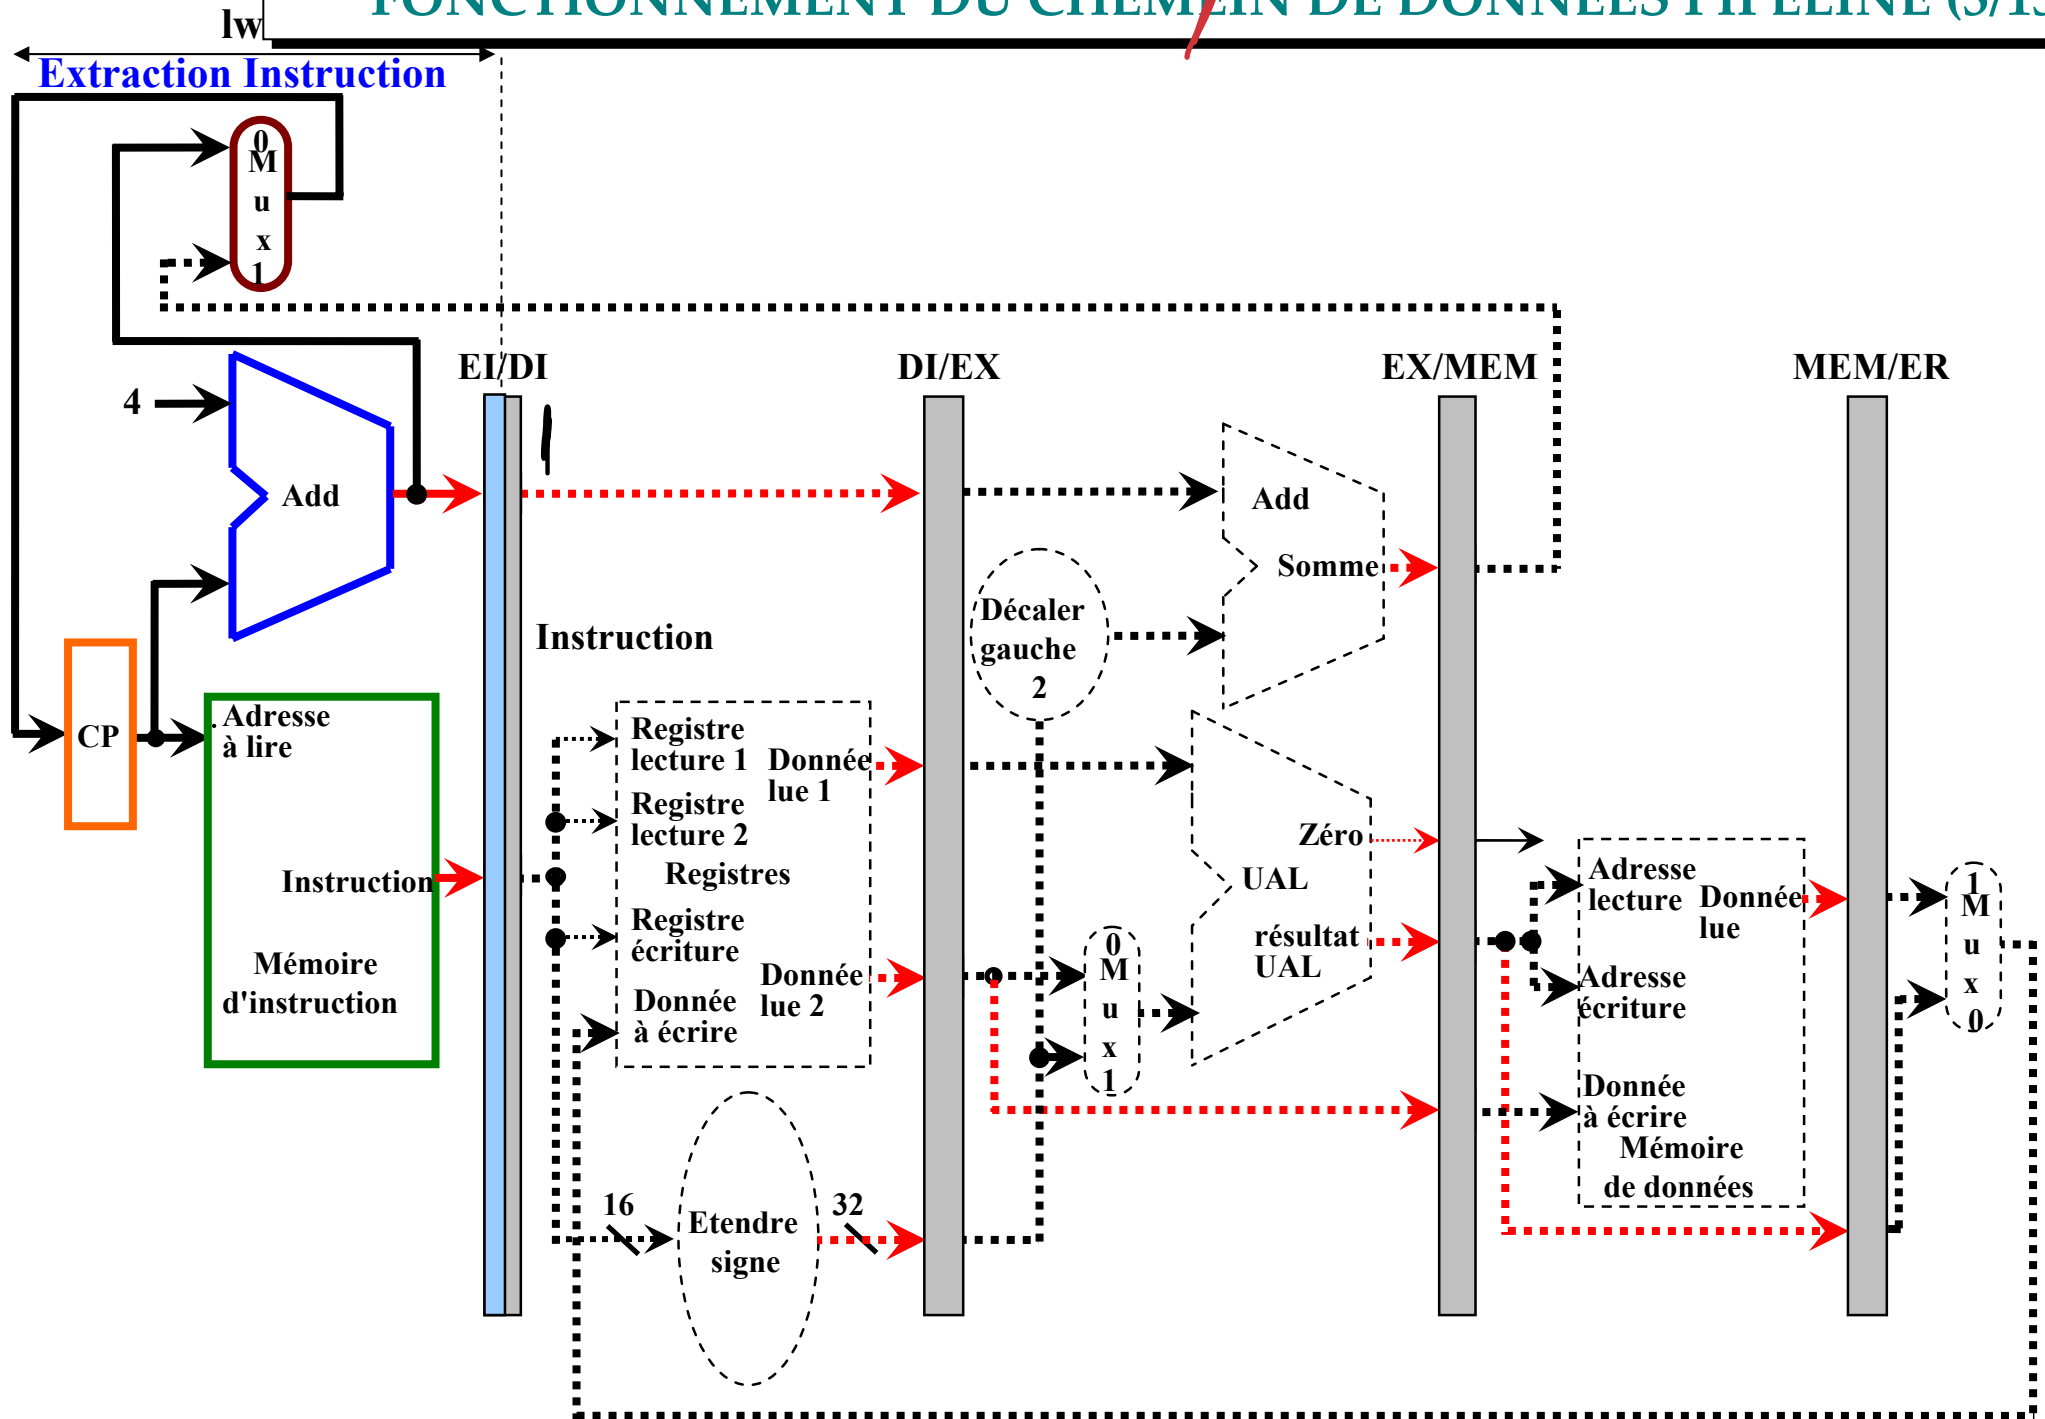 FONCTIONNEMENT DU CHEMEIN DE DONNÉES PIPELINE
lw
Extraction Instruction
0
M
u
x
1
EI/DI
DI/EX
EX/MEM
MEM/ER
4
Add
Add
Somme
Décaler
gauche
2
Instruction
CP
Adresse
à lire
Instruction
Mémoire
d'instruction
Registre
lecture 1
Donnée
lue 1
Registre
lecture 2
Registres
Registre
écriture
Donnée
lue 2
Donnée
à écrire
Zéro
UAL
résultat
UAL
0
M
u
x
1
Adresse
lecture
Donnée
lue
Adresse
écriture
Donnée
à écrire
Mémoire
de données
1
M
u
x
0
16
Etendre
signe
32